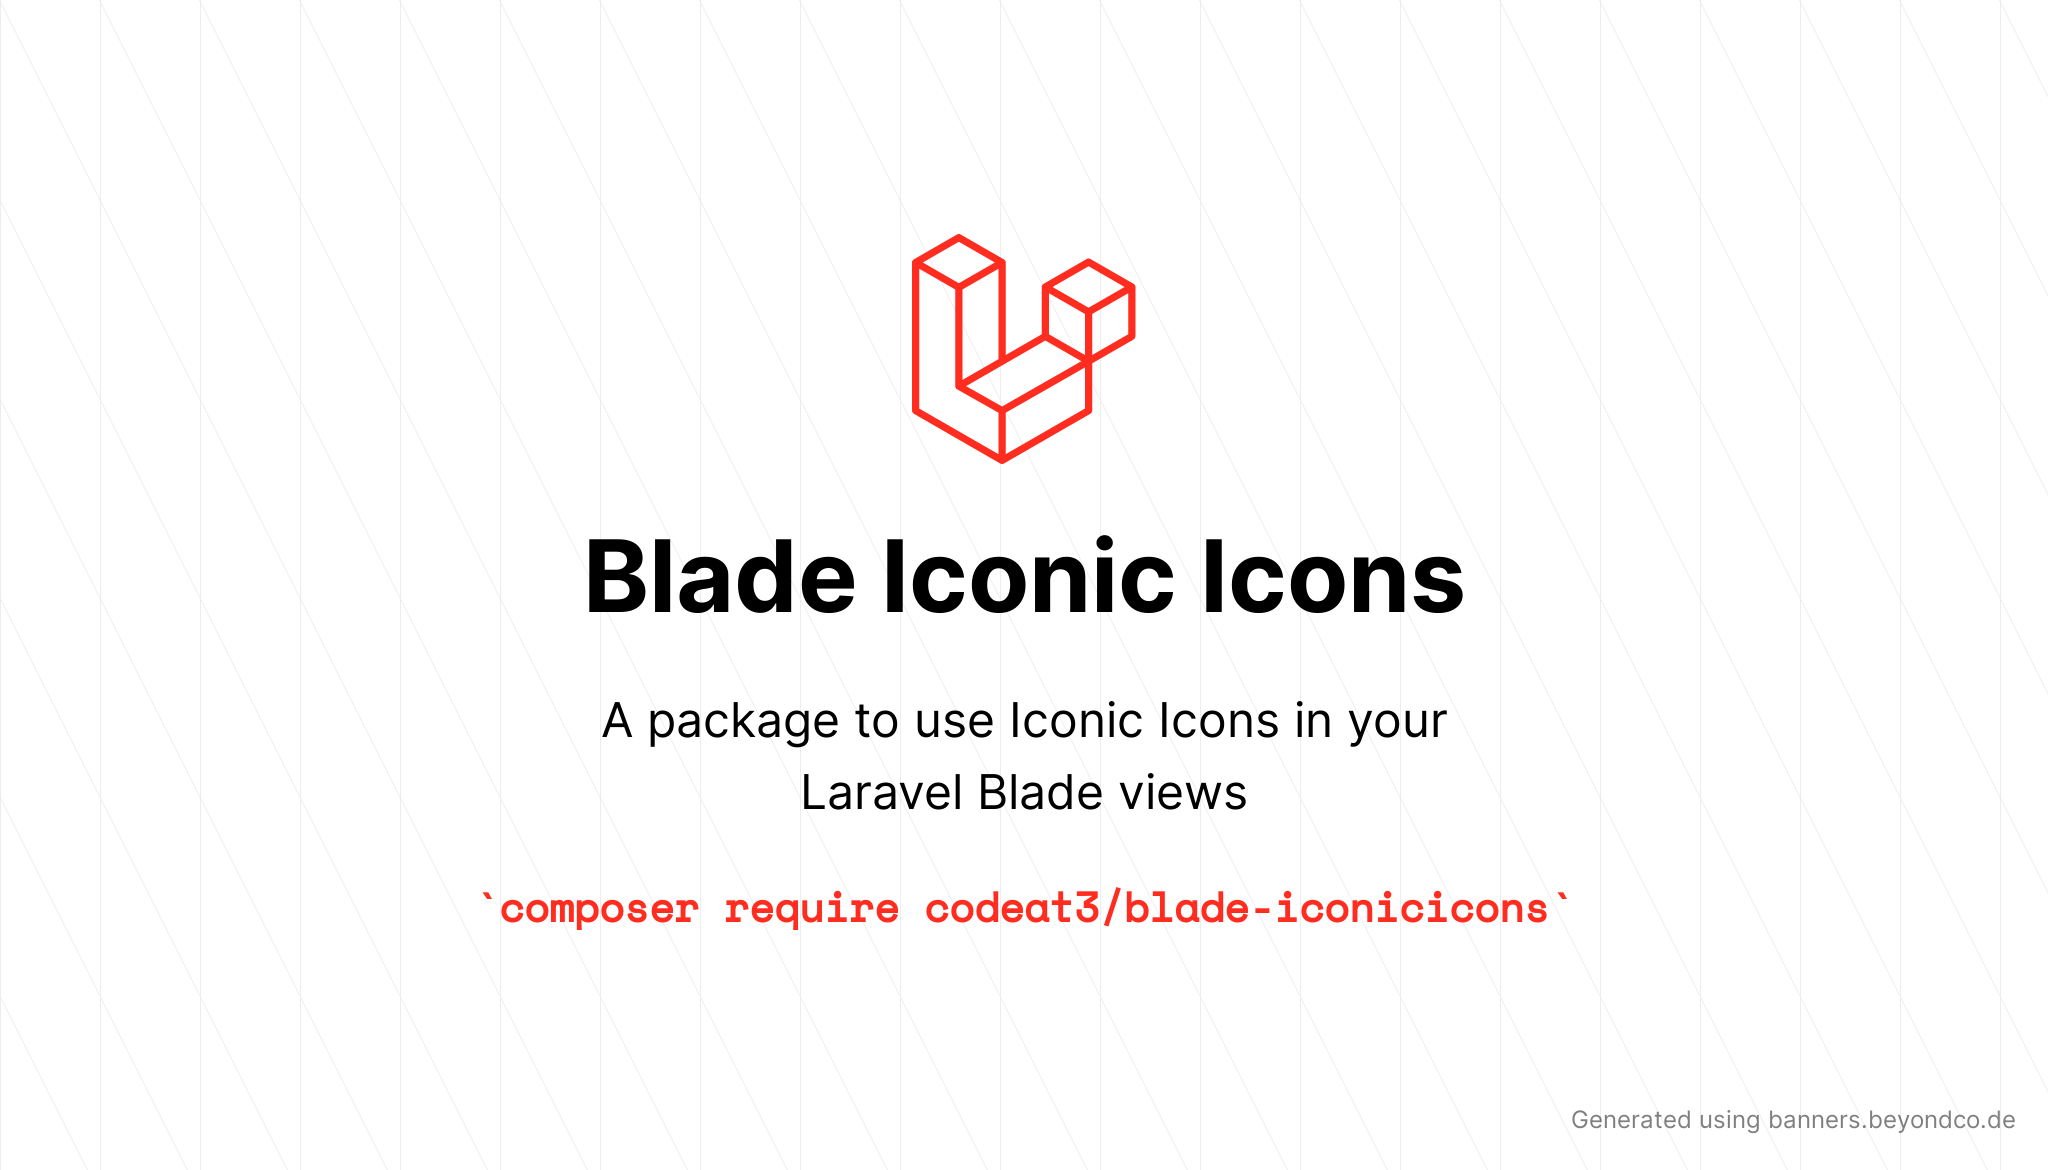 Blade Iconic Icons
A package to use Iconic Icons in your
Laravel Blade views
`composer require codeat3/blade-iconicicons`
Generated using banners.beyondco.de